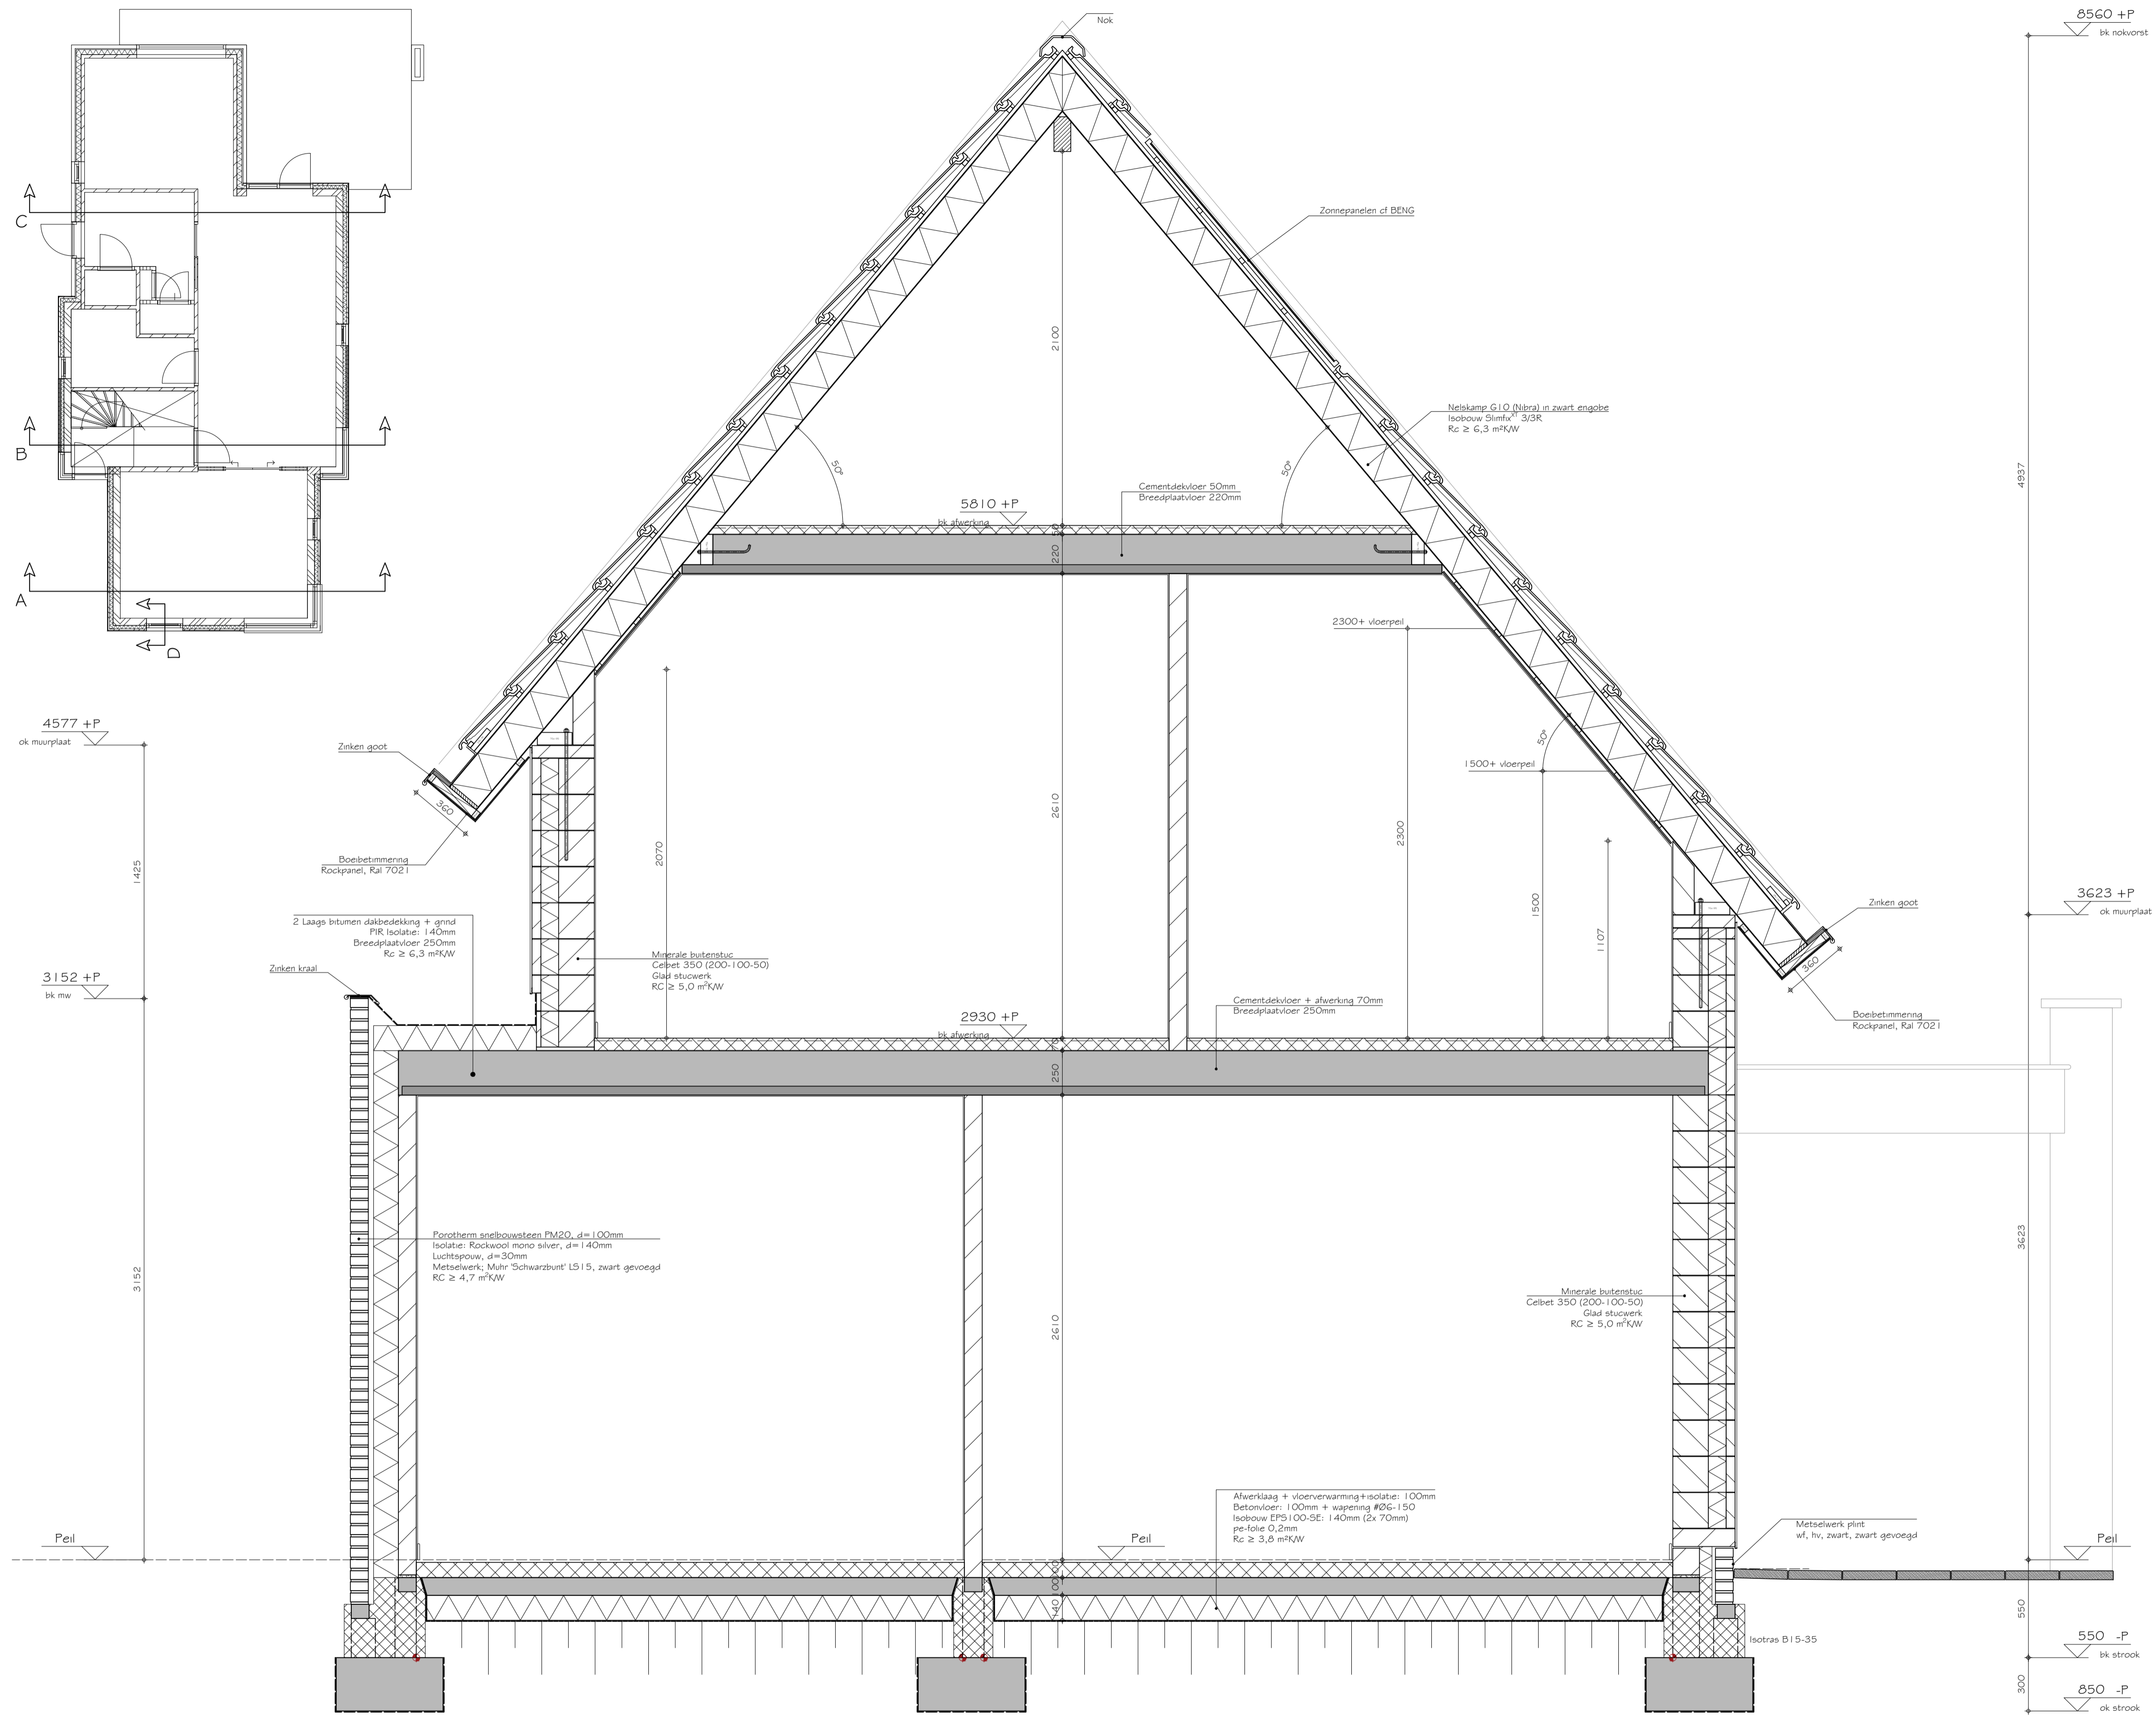 Nok
8560 +P
bk nokvorst
C
B
A
D
Zonnepanelen cf BENG
2100
Nelskamp G10 (Nibra) in zwart engobe
Isobouw Slimfix^XT 3/3R
Rc ≥ 6,3 m²K/W
4937
50°
50°
Cementdekvloer 50mm
Breedplaatvloer 220mm
5810 +P
bk afwerking
50
220
2300+ vloerpeil
4577 +P
ok muurplaat
Zinken goot
360
50°
1500+ vloerpeil
2610
2070
2300
1500
1107
Boeibetimmering
Rockpanel, Ral 7021
1425
3623 +P
ok muurplaat
Zinken goot
360
Boeibetimmering
Rockpanel, Ral 7021
2 Laags bitumen dakbedekking + grind
PIR Isolatie: 140mm
Breedplaatvloer 250mm
Rc ≥ 6,3 m²K/W
Zinken kraal
3152 +P
bk mw
Minerale buitenstuc
Celbet 350 (200-100-50)
Glad stucwerk
RC ≥ 5,0 m²K/W
2930 +P
bk afwerking
70
250
Cementdekvloer + afwerking 70mm
Breedplaatvloer 250mm
Porotherm snelbouwsteen PM20, d=100mm
Isolatie: Rockwool mono silver, d=140mm
Luchtspouw, d=30mm
Metselwerk; Muhr 'Schwarzbunt' LS15, zwart gevoegd
RC ≥ 4,7 m²K/W
3152
2610
3623
Minerale buitenstuc
Celbet 350 (200-100-50)
Glad stucwerk
RC ≥ 5,0 m²K/W
Afwerklaag + vloerverwarming+isolatie: 100mm
Betonvloer: 100mm + wapening #Ø6-150
Isobouw EPS100-SE: 140mm (2x 70mm)
pe-folie 0,2mm
Rc ≥ 3,8 m²K/W
Metselwerk plint
wf, hv, zwart, zwart gevoegd
Peil
Peil
Peil
100
100
140
550
Isotras B15-35
550 -P
bk strook
300
850 -P
ok strook